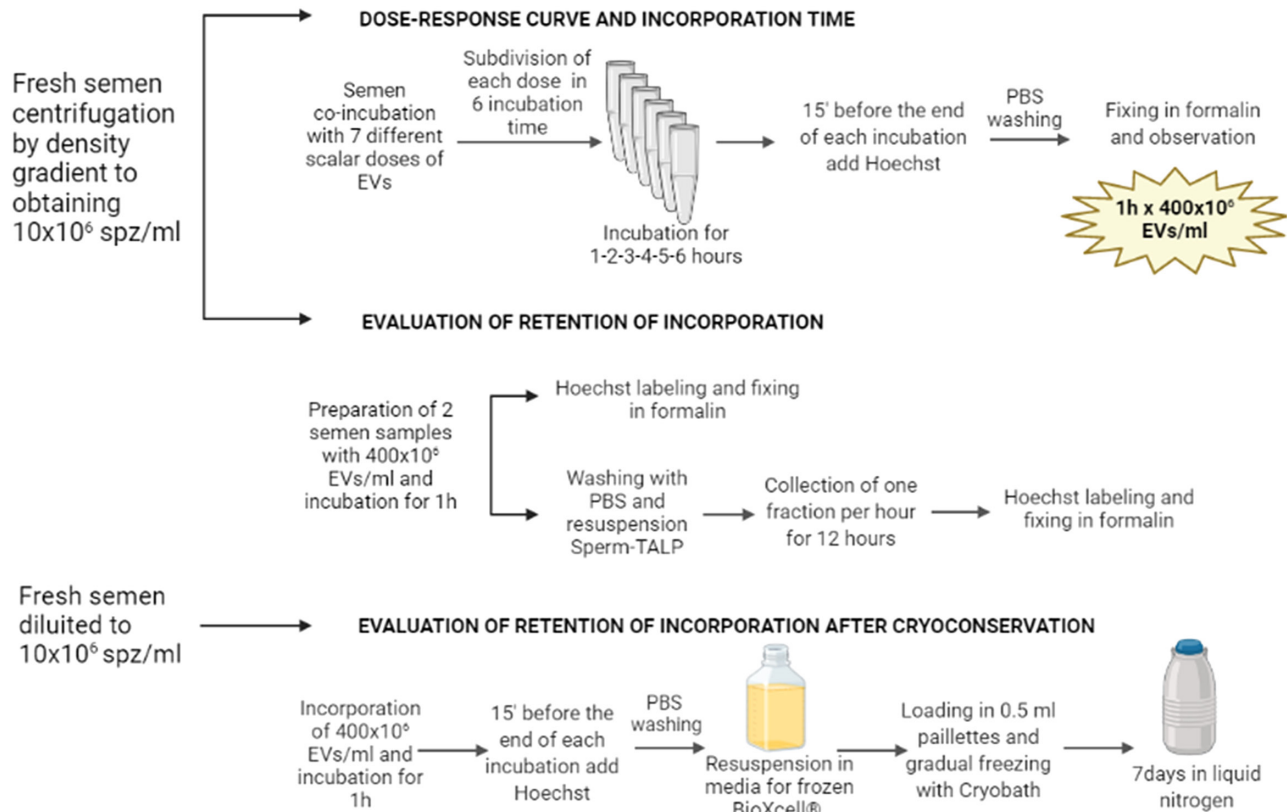 DOSE-RESPONSE CURVE AND INCORPORATION TIME
Fresh semen
centrifugation
by density
gradient to
obtaining
10x10⁶ spz/ml
Semen
co-incubation
with 7 different
scalar doses of
EVs
Subdivision of
each dose in
6 incubation
time
Incubation for
1-2-3-4-5-6 hours
15' before the end
of each incubation
add Hoechst
PBS
washing
Fixing in formalin
and observation
1h x 400x10⁶
EVs/ml
EVALUATION OF RETENTION OF INCORPORATION
Preparation of 2
semen samples
with 400x10⁶
EVs/ml and
incubation for 1h
Hoechst labeling and fixing
in formalin
Washing with
PBS and
resuspension
Sperm-TALP
Collection of one
fraction per hour
for 12 hours
Hoechst labeling and
fixing in formalin
Fresh semen
diluted to
10x10⁶ spz/ml
EVALUATION OF RETENTION OF INCORPORATION AFTER CRYOCONSERVATION
Incorporation
of 400x10⁶
EVs/ml and
incubation for
1h
15' before the
end of each
incubation add
Hoechst
PBS
washing
Resuspension in
media for frozen
BioXcell®
Loading in 0.5 ml
paillettes and
gradual freezing
with Cryobath
7days in liquid
nitrogen